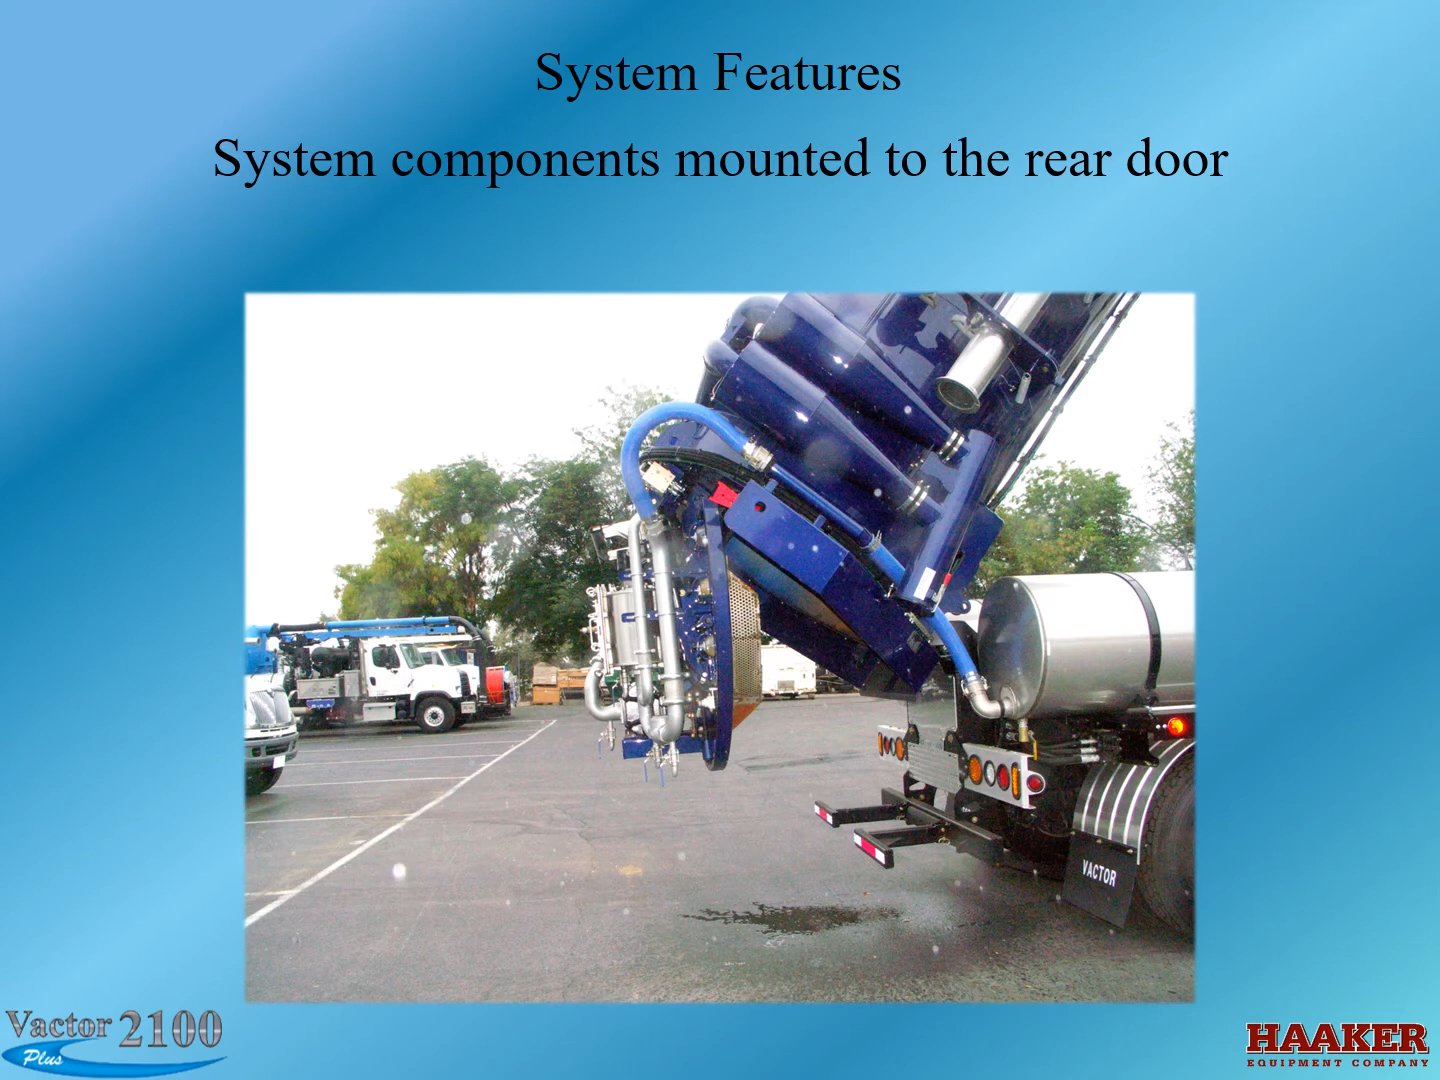 System Features
System components mounted to the rear door
VACTOR
Vactor 2100
Plus
HAAKER
EQUIPMENT COMPANY